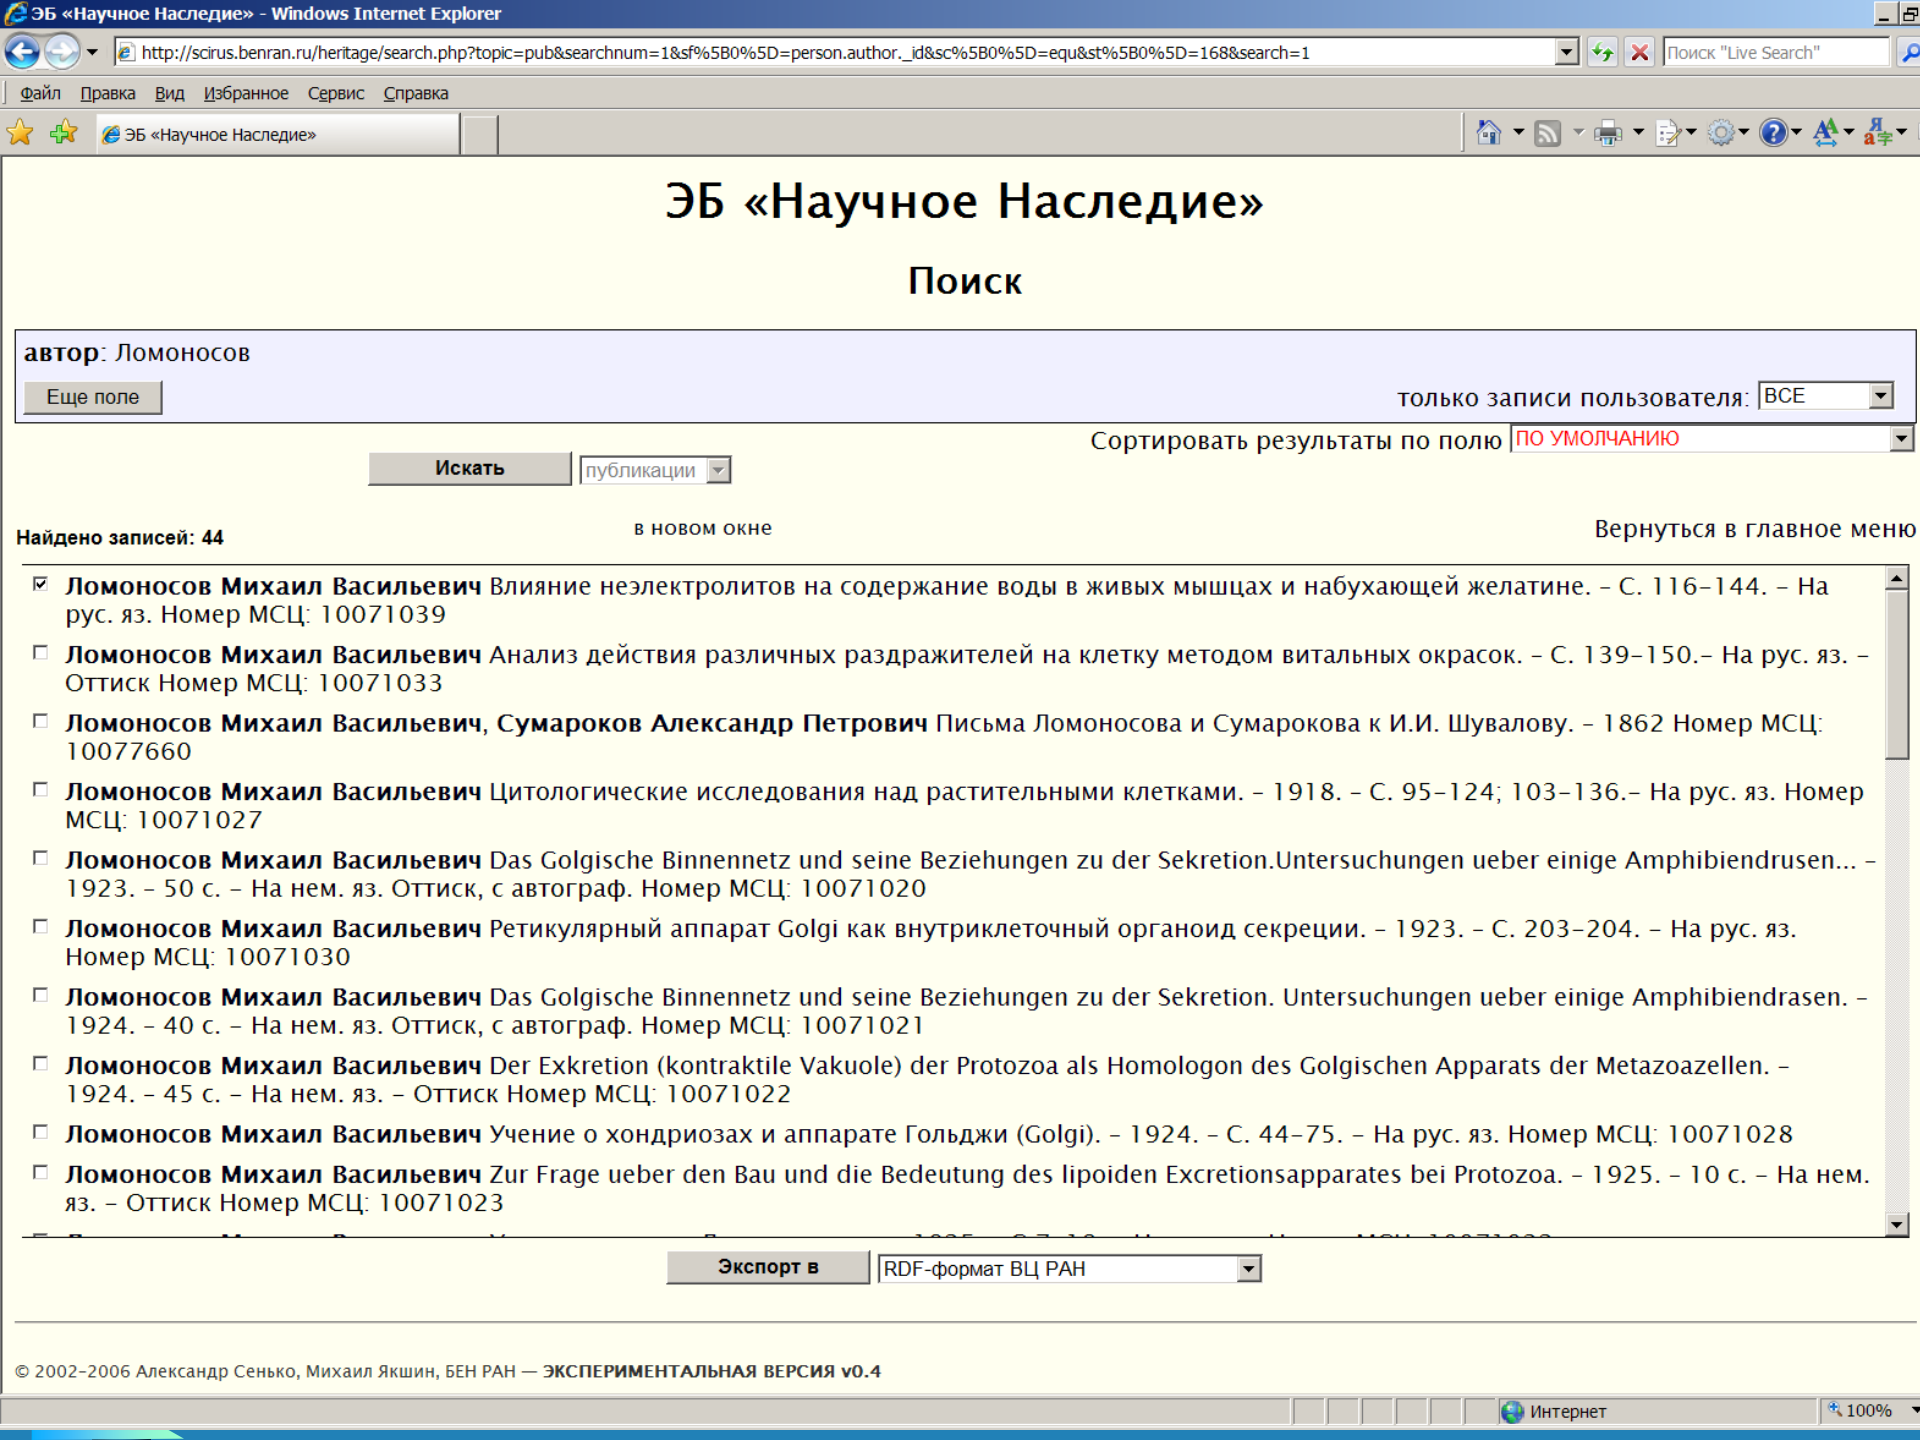 ЭБ «Научное Наследие» - Windows Internet Explorer
http://scirus.benran.ru/heritage/search.php?topic=pub&searchnum=1&sf%5B0%5D=person.author._id&sc%5B0%5D=equ&st%5B0%5D=168&search=1
Поиск "Live Search"
Файл Правка Вид Избранное Сервис Справка
ЭБ «Научное Наследие»
ЭБ «Научное Наследие»
Поиск
автор: Ломоносов
Еще поле
только записи пользователя: ВСЕ
Сортировать результаты по полю ПО УМОЛЧАНИЮ
Искать публикации
Найдено записей: 44
в новом окне
Вернуться в главное меню
Ломоносов Михаил Васильевич Влияние неэлектролитов на содержание воды в живых мышцах и набухающей желатине. – С. 116–144. – На
рус. яз. Номер МСЦ: 10071039
Ломоносов Михаил Васильевич Анализ действия различных раздражителей на клетку методом витальных окрасок. – С. 139–150.– На рус. яз. –
Оттиск Номер МСЦ: 10071033
Ломоносов Михаил Васильевич, Сумароков Александр Петрович Письма Ломоносова и Сумарокова к И.И. Шувалову. – 1862 Номер МСЦ:
10077660
Ломоносов Михаил Васильевич Цитологические исследования над растительными клетками. – 1918. – С. 95–124; 103–136.– На рус. яз. Номер
МСЦ: 10071027
Ломоносов Михаил Васильевич Das Golgische Binnennetz und seine Beziehungen zu der Sekretion.Untersuchungen ueber einige Amphibiendrusen... –
1923. – 50 с. – На нем. яз. Оттиск, с автограф. Номер МСЦ: 10071020
Ломоносов Михаил Васильевич Ретикулярный аппарат Golgi как внутриклеточный органоид секреции. – 1923. – С. 203–204. – На рус. яз.
Номер МСЦ: 10071030
Ломоносов Михаил Васильевич Das Golgische Binnennetz und seine Beziehungen zu der Sekretion. Untersuchungen ueber einige Amphibiendrasen. –
1924. – 40 с. – На нем. яз. Оттиск, с автограф. Номер МСЦ: 10071021
Ломоносов Михаил Васильевич Der Exkretion (kontraktile Vakuole) der Protozoa als Homologon des Golgischen Apparats der Metazoazellen. –
1924. – 45 с. – На нем. яз. – Оттиск Номер МСЦ: 10071022
Ломоносов Михаил Васильевич Учение о хондриозах и аппарате Гольджи (Golgi). – 1924. – С. 44–75. – На рус. яз. Номер МСЦ: 10071028
Ломоносов Михаил Васильевич Zur Frage ueber den Bau und die Bedeutung des lipoiden Excretionsapparates bei Protozoa. – 1925. – 10 с. – На нем.
яз. – Оттиск Номер МСЦ: 10071023
Экспорт в RDF-формат ВЦ РАН
© 2002–2006 Александр Сенько, Михаил Якшин, БЕН РАН — ЭКСПЕРИМЕНТАЛЬНАЯ ВЕРСИЯ v0.4
Интернет
100%